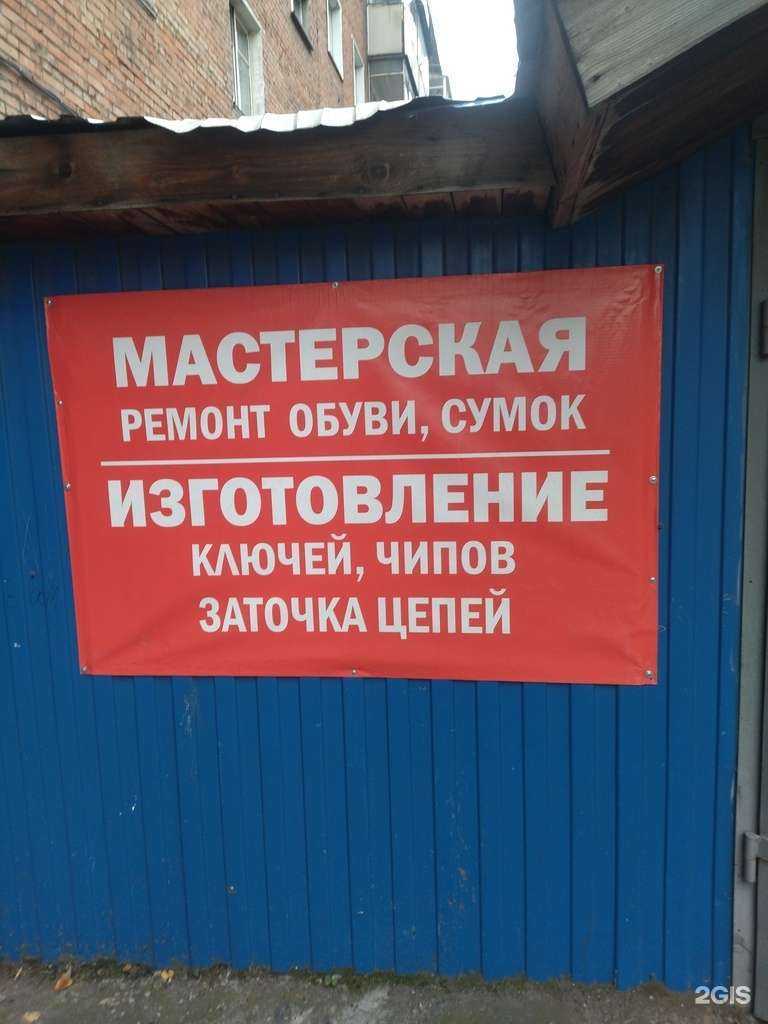 МАСТЕРСКАЯ
РЕМОНТ ОБУВИ, СУМОК
ИЗГОТОВЛЕНИЕ
КЛЮЧЕЙ, ЧИПОВ
ЗАТОЧКА ЦЕПЕЙ
2GIS